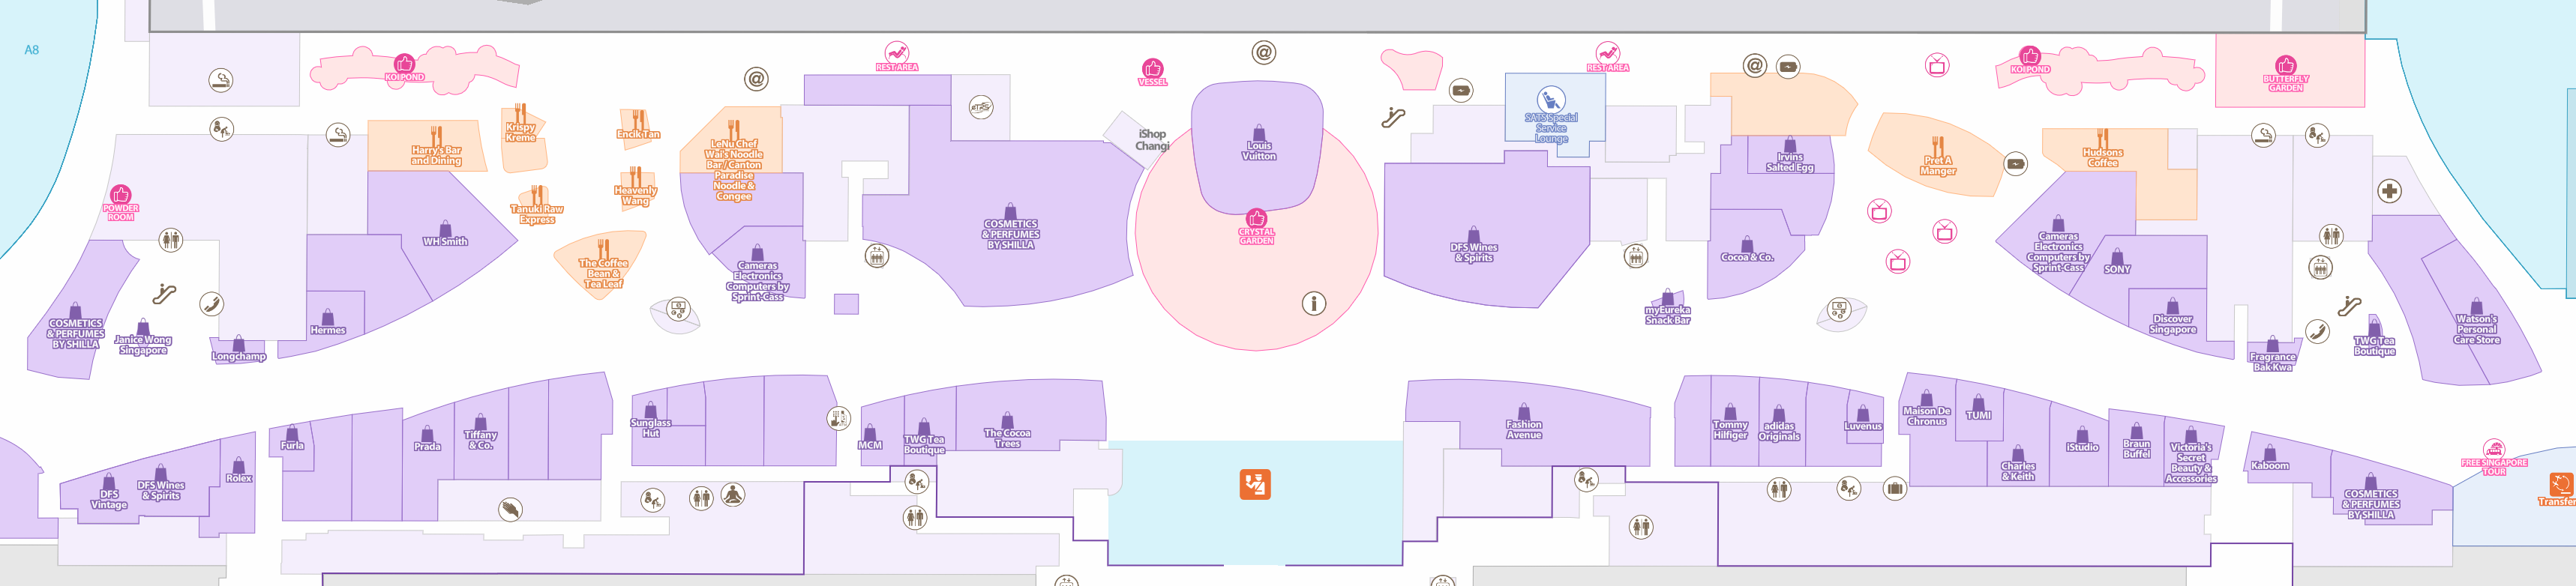 A8
KOI POND
REST AREA
@
VESSEL
@
REST AREA
@
KOI POND
BUTTERFLY
GARDEN
Krispy
Kreme
Encik Tan
Harry's Bar
and Dining
LeNu Chef
Wai's Noodle
Bar / Canton
Paradise
Noodle &
Congee
iShop
Changi
Louis
Vuitton
SATS Special
Service
Lounge
Irvins
Salted Egg
Pret A
Manger
Hudsons
Coffee
POWDER
ROOM
Tanuki Raw
Express
Heavenly
Wang
WH Smith
COSMETICS
& PERFUMES
BY SHILLA
CRYSTAL
GARDEN
DFS Wines
& Spirits
Cocoa & Co.
Cameras
Electronics
Computers by
Sprint-Cass
SONY
The Coffee
Bean &
Tea Leaf
Cameras
Electronics
Computers by
Sprint-Cass
i
myEureka
Snack Bar
COSMETICS
& PERFUMES
BY SHILLA
Janice Wong
Singapore
Longchamp
Hermes
Discover
Singapore
Fragrance
Bak Kwa
TWG Tea
Boutique
Watson's
Personal
Care Store
DFS
Vintage
DFS Wines
& Spirits
Rolex
Furla
Prada
Tiffany
& Co.
Sunglass
Hut
MCM
TWG Tea
Boutique
The Cocoa
Trees
Fashion
Avenue
Tommy
Hilfiger
adidas
Originals
Luvenus
Maison De
Chronus
TUMI
Charles
& Keith
iStudio
Braun
Buffel
Victoria's
Secret
Beauty &
Accessories
Kaboom
COSMETICS
& PERFUMES
BY SHILLA
FREE SINGAPORE
TOUR
Transfer